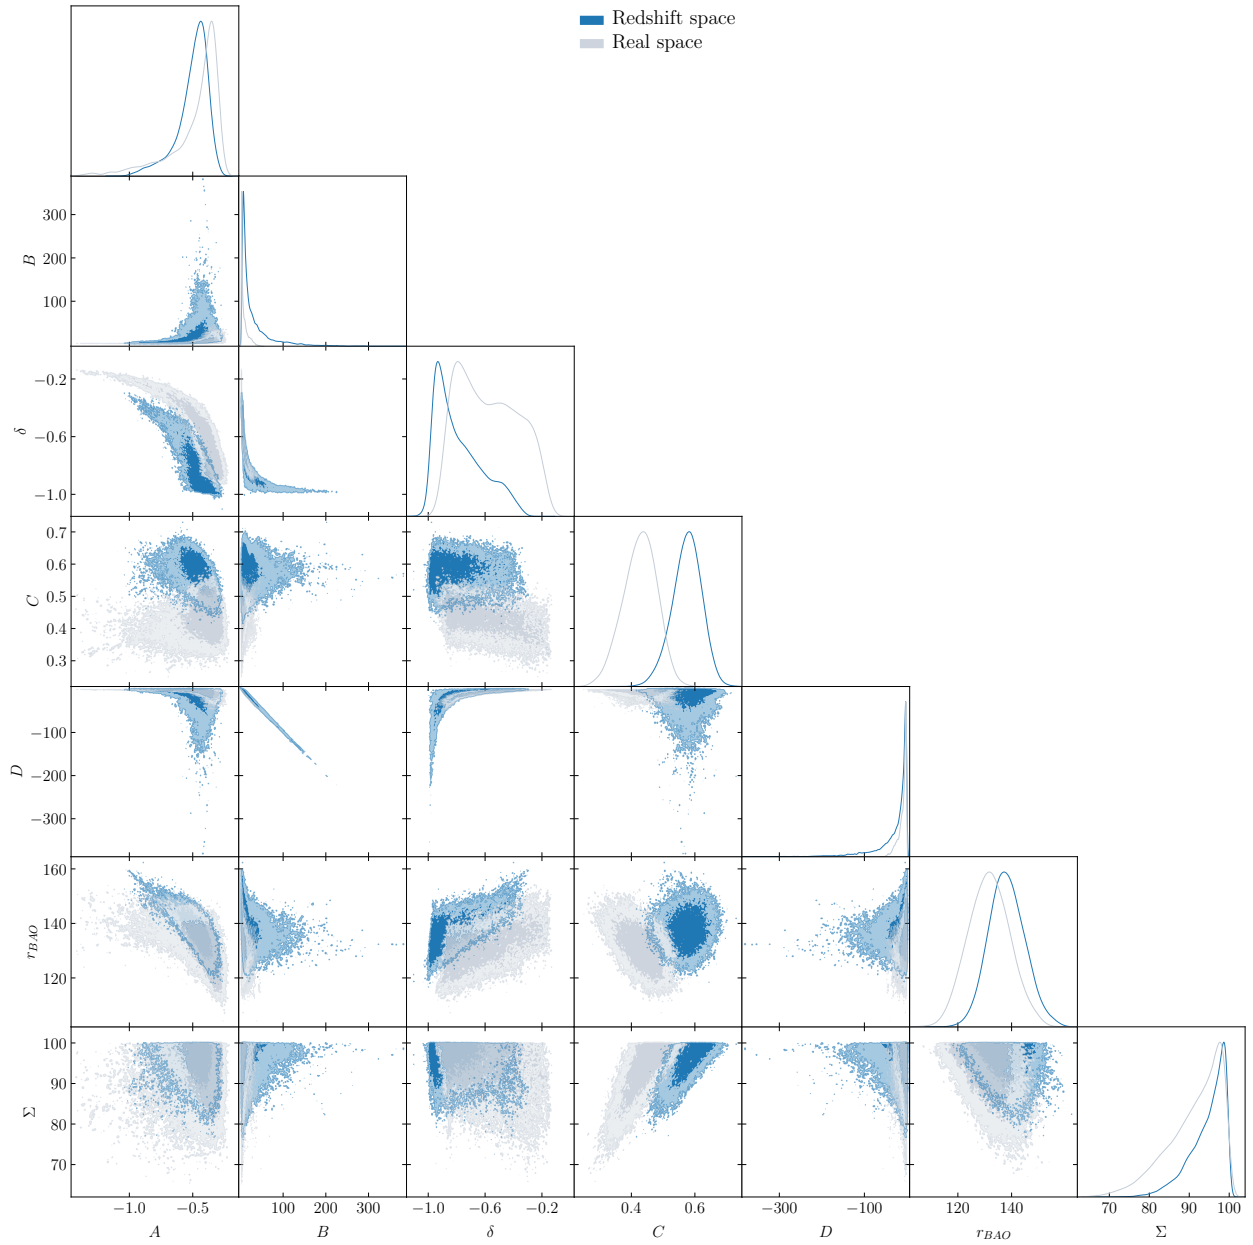 Redshift space
Real space
300
200
100
B
−0.2
−0.6
−1.0
δ
0.7
0.6
0.5
0.4
0.3
C
−100
−200
−300
D
160
140
120
r_BAO
100
90
80
70
Σ
−1.0 −0.5 100 200 300 −1.0 −0.6 −0.2 0.4 0.6 −300 −100 120 140 70 80 90 100
A B δ C D r_BAO Σ